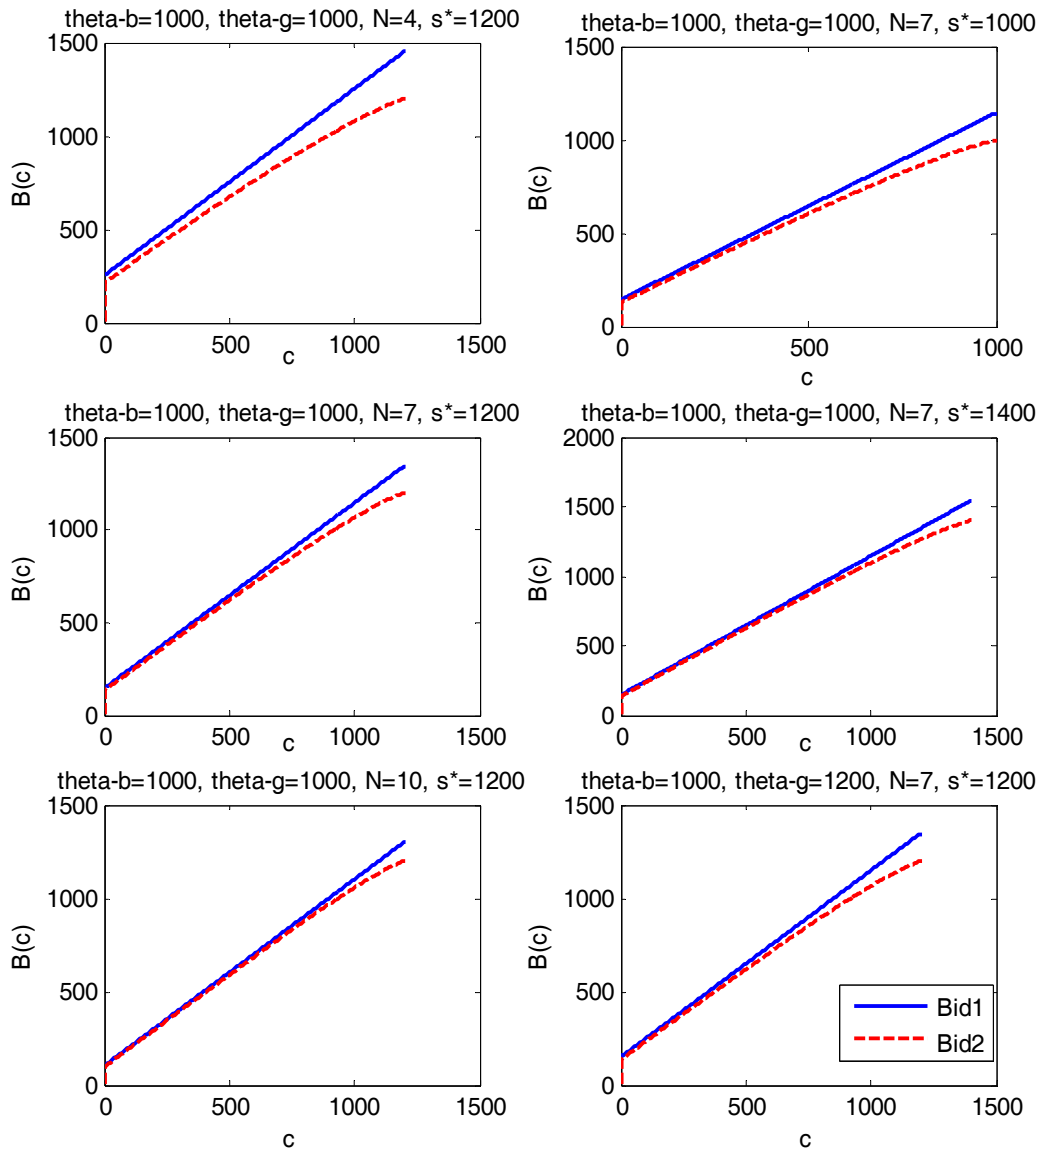 theta-b=1000, theta-g=1000, N=4, s*=1200
1500
1000
500
0
B(c)
0 500 1000 1500
c
theta-b=1000, theta-g=1000, N=7, s*=1000
1500
1000
500
0
B(c)
0 500 1000
c
theta-b=1000, theta-g=1000, N=7, s*=1200
1500
1000
500
0
B(c)
0 500 1000 1500
c
theta-b=1000, theta-g=1000, N=7, s*=1400
2000
1500
1000
500
0
B(c)
0 500 1000 1500
c
theta-b=1000, theta-g=1000, N=10, s*=1200
1500
1000
500
0
B(c)
0 500 1000 1500
c
theta-b=1000, theta-g=1200, N=7, s*=1200
1500
1000
500
0
B(c)
Bid1
Bid2
0 500 1000 1500
c